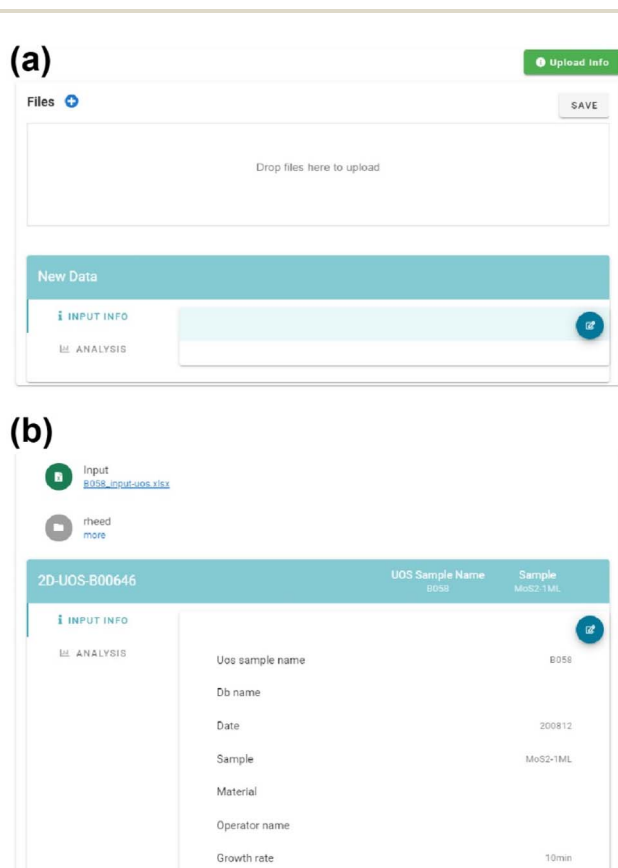 (a)
Upload Info
Files
SAVE
Drop files here to upload
New Data
INPUT INFO
ANALYSIS
(b)
Input
B058_input-uos.xlsx
rheed
more
2D-UOS-B00646 UOS Sample Name Sample
B058 MoS2-1ML
INPUT INFO
ANALYSIS
Uos sample name B058
Db name
Date 200812
Sample MoS2-1ML
Material
Operator name
Growth rate 10min